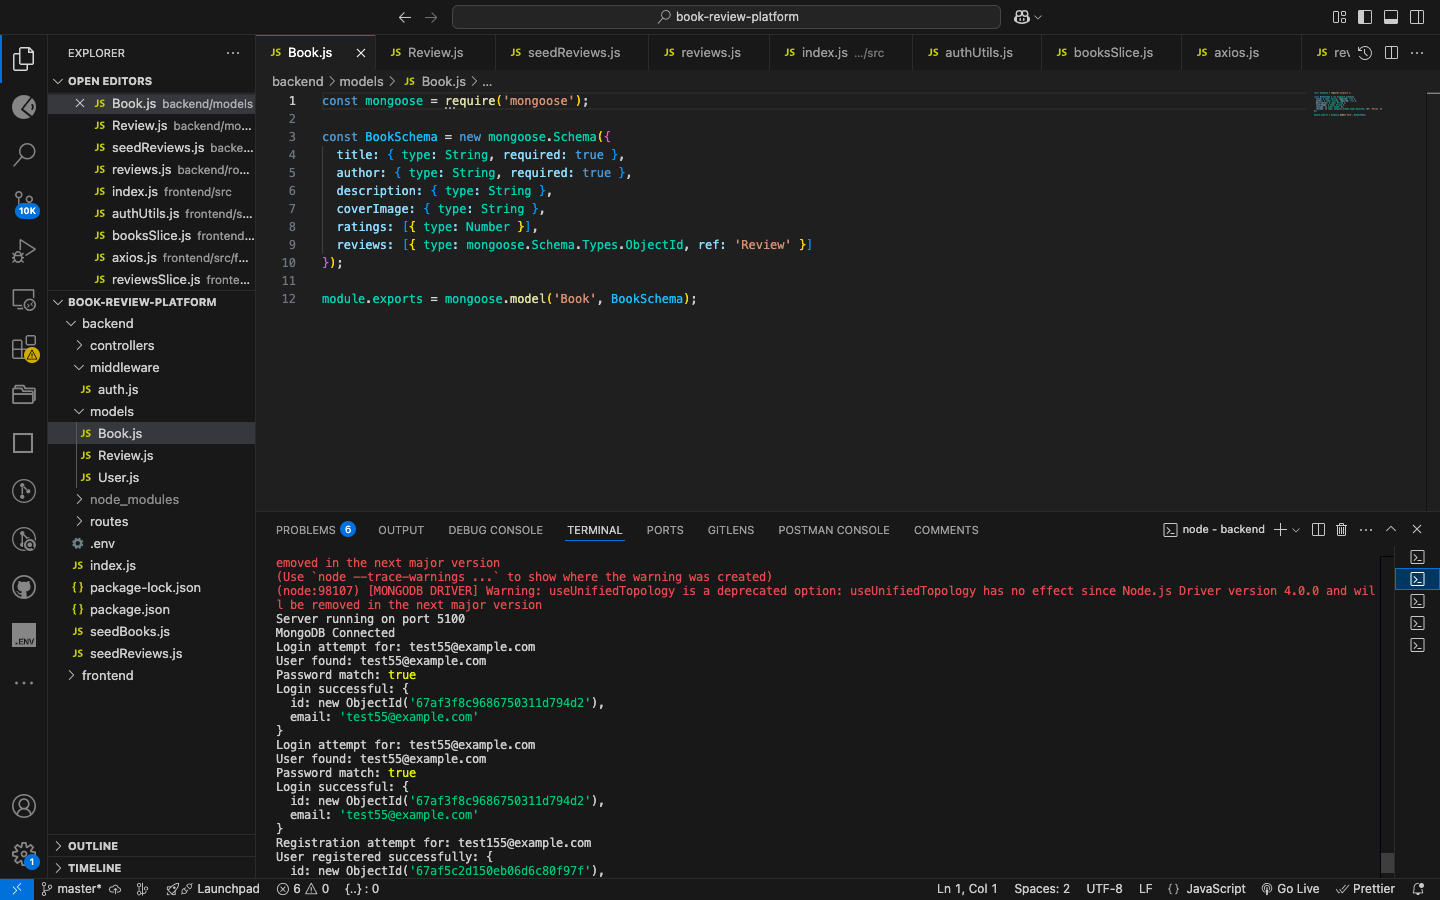 book-review-platform
EXPLORER
OPEN EDITORS
JS Book.js backend/models
JS Review.js backend/mo...
JS seedReviews.js backe...
JS reviews.js backend/ro...
JS index.js frontend/src
JS authUtils.js frontend/s...
JS booksSlice.js frontend...
JS axios.js frontend/src/f...
JS reviewsSlice.js fronte...
BOOK-REVIEW-PLATFORM
backend
controllers
middleware
JS auth.js
models
JS Book.js
JS Review.js
JS User.js
node_modules
routes
.env
JS index.js
{} package-lock.json
{} package.json
JS seedBooks.js
JS seedReviews.js
frontend
OUTLINE
TIMELINE
10K
.ENV
1
JS Book.js
JS Review.js
JS seedReviews.js
JS reviews.js
JS index.js .../src
JS authUtils.js
JS booksSlice.js
JS axios.js
JS rev
backend > models > JS Book.js > ...
1 const mongoose = require('mongoose');
2
3 const BookSchema = new mongoose.Schema({
4 title: { type: String, required: true },
5 author: { type: String, required: true },
6 description: { type: String },
7 coverImage: { type: String },
8 ratings: [{ type: Number }],
9 reviews: [{ type: mongoose.Schema.Types.ObjectId, ref: 'Review' }]
10 });
11
12 module.exports = mongoose.model('Book', BookSchema);
PROBLEMS 6 OUTPUT DEBUG CONSOLE TERMINAL PORTS GITLENS POSTMAN CONSOLE COMMENTS
node - backend
emoved in the next major version
(Use `node --trace-warnings ...` to show where the warning was created)
(node:98107) [MONGODB DRIVER] Warning: useUnifiedTopology is a deprecated option: useUnifiedTopology has no effect since Node.js Driver version 4.0.0 and wil
l be removed in the next major version
Server running on port 5100
MongoDB Connected
Login attempt for: test55@example.com
User found: test55@example.com
Password match: true
Login successful: {
id: new ObjectId('67af3f8c9686750311d794d2'),
email: 'test55@example.com'
}
Login attempt for: test55@example.com
User found: test55@example.com
Password match: true
Login successful: {
id: new ObjectId('67af3f8c9686750311d794d2'),
email: 'test55@example.com'
}
Registration attempt for: test155@example.com
User registered successfully: {
id: new ObjectId('67af5c2d150eb06d6c80f97f'),
master* Launchpad 6 0 {..} : 0
Ln 1, Col 1 Spaces: 2 UTF-8 LF {} JavaScript Go Live Prettier